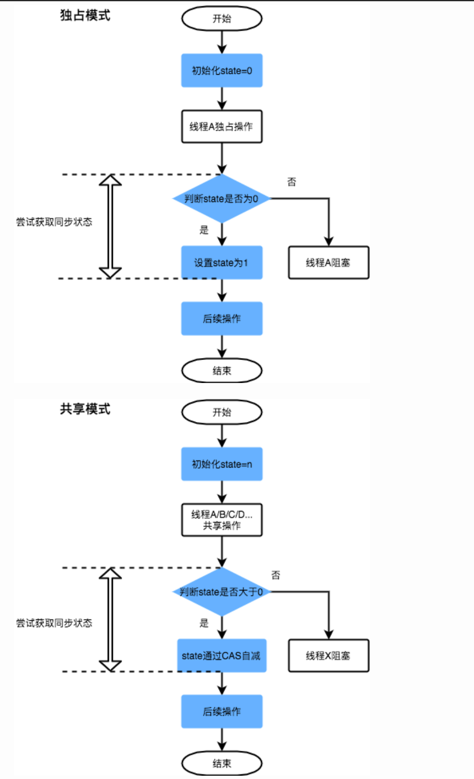 独占模式
开始
初始化state=0
线程A独占操作
判断state是否为0
否
尝试获取同步状态
是
设置state为1
线程A阻塞
后续操作
结束
共享模式
开始
初始化state=n
线程A/B/C/D...
共享操作
判断state是否大于0
否
尝试获取同步状态
是
state通过CAS自减
线程X阻塞
后续操作
结束